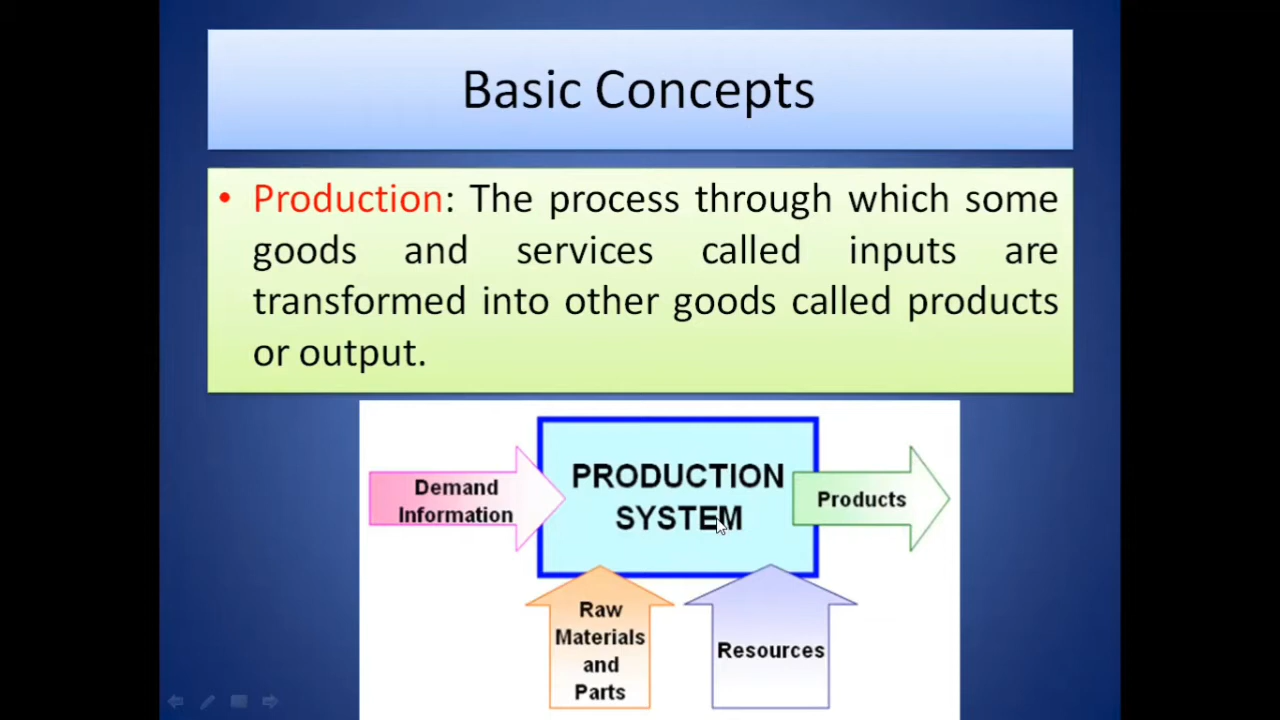 Basic Concepts
• Production: The process through which some
goods and services called inputs are
transformed into other goods called products
or output.
PRODUCTION
SYSTEM
Demand
Information
Products
Raw
Materials
and
Parts
Resources